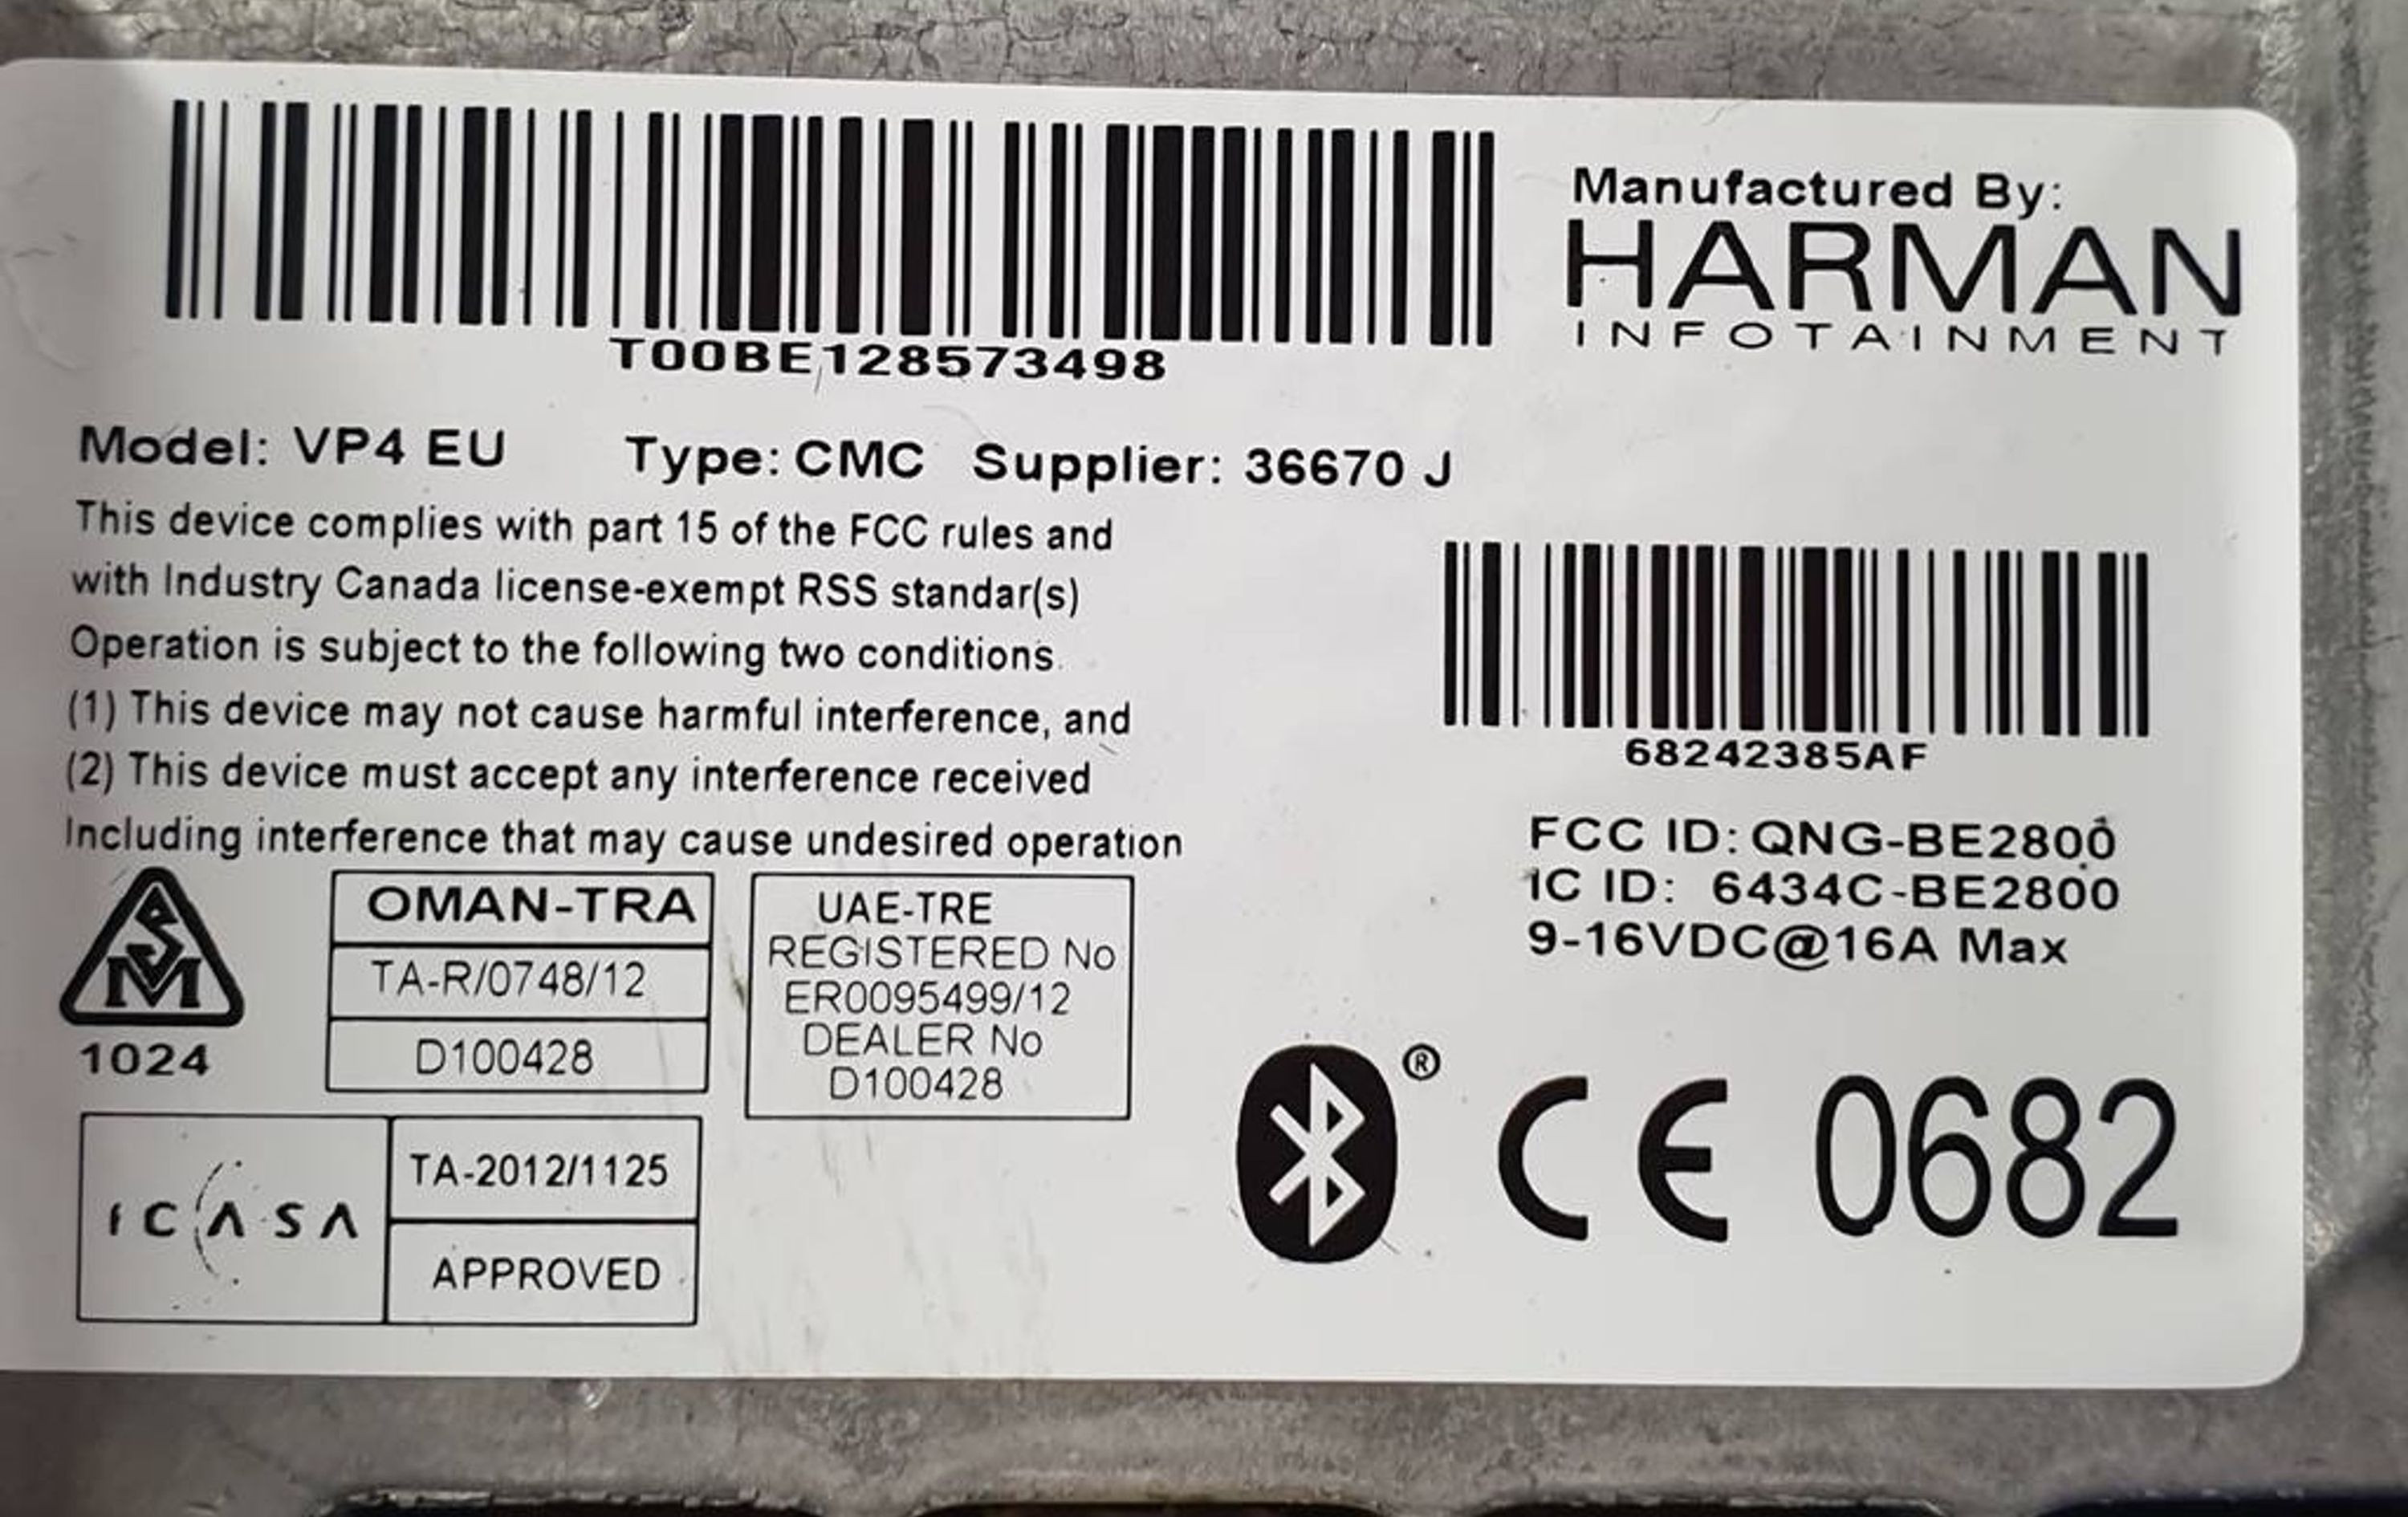 T00BE128573498
Manufactured By:
HARMAN
INFOTAINMENT
Model: VP4 EU Type: CMC Supplier: 36670 J
This device complies with part 15 of the FCC rules and
with Industry Canada license-exempt RSS standar(s)
Operation is subject to the following two conditions.
(1) This device may not cause harmful interference, and
(2) This device must accept any interference received
Including interference that may cause undesired operation
68242385AF
FCC ID: QNG-BE2800
IC ID: 6434C-BE2800
9-16VDC@16A Max
SM
1024
OMAN-TRA
TA-R/0748/12
D100428
UAE-TRE
REGISTERED No
ER0095499/12
DEALER No
D100428
ICASA
TA-2012/1125
APPROVED
® CE 0682